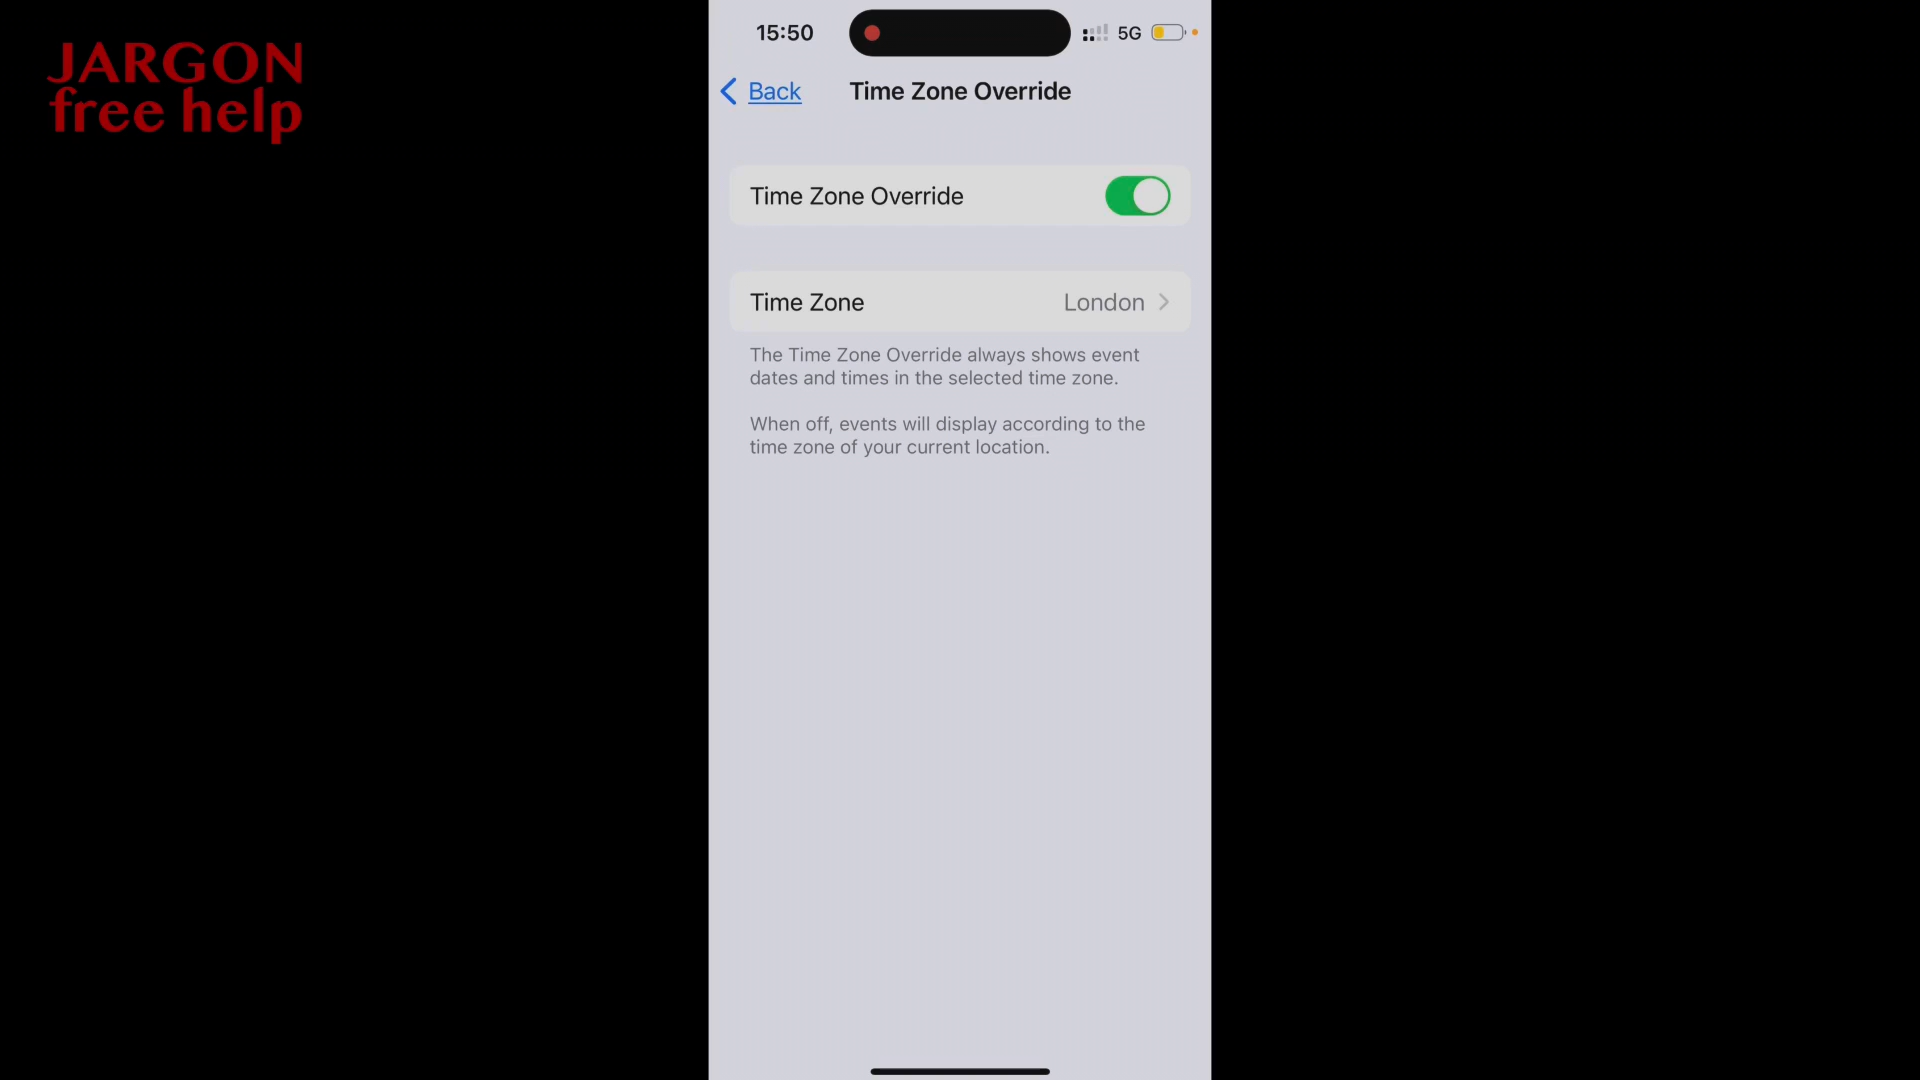 JARGON
free help
15:50
5G
Back
Time Zone Override
Time Zone Override
Time Zone London
The Time Zone Override always shows event
dates and times in the selected time zone.
When off, events will display according to the
time zone of your current location.